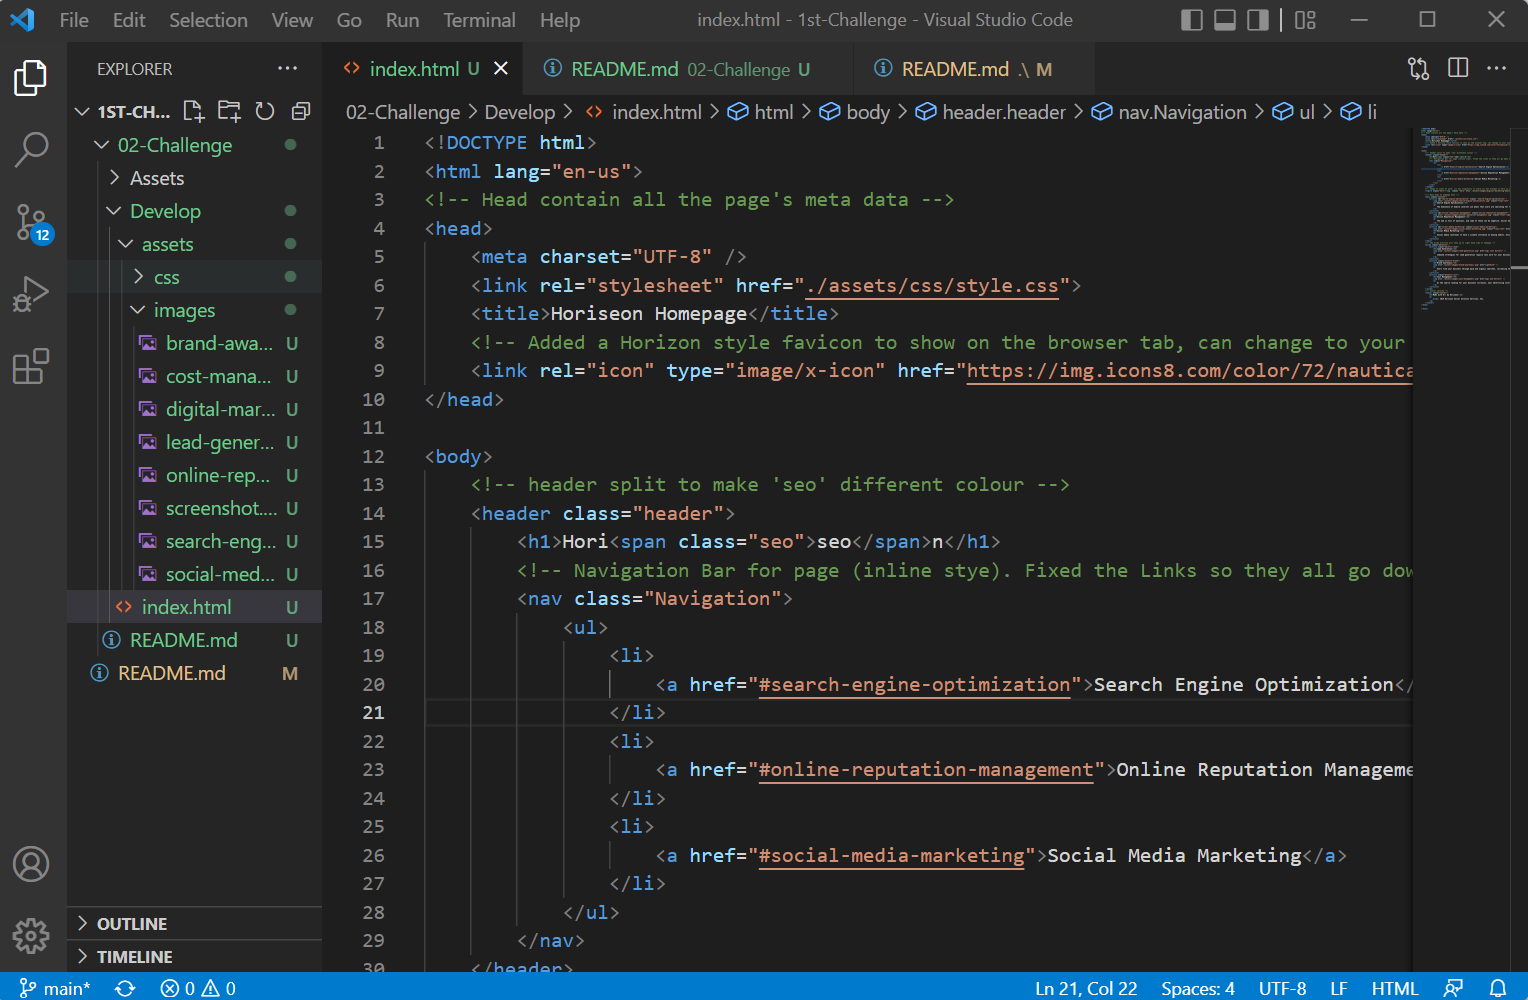 File Edit Selection View Go Run Terminal Help index.html - 1st-Challenge - Visual Studio Code
EXPLORER
index.html U README.md 02-Challenge U README.md .\ M
1ST-CH...
02-Challenge > Develop > index.html > html > body > header.header > nav.Navigation > ul > li
02-Challenge
Assets
Develop
assets
css
images
brand-awa... U
cost-mana... U
digital-mar... U
lead-gener... U
online-rep... U
screenshot.... U
search-eng... U
social-med... U
index.html U
README.md U
README.md M
12
OUTLINE
TIMELINE
1 <!DOCTYPE html>
2 <html lang="en-us">
3 <!-- Head contain all the page's meta data -->
4 <head>
5 <meta charset="UTF-8" />
6 <link rel="stylesheet" href="./assets/css/style.css">
7 <title>Horiseon Homepage</title>
8 <!-- Added a Horizon style favicon to show on the browser tab, can change to your
9 <link rel="icon" type="image/x-icon" href="https://img.icons8.com/color/72/nautica
10 </head>
11
12 <body>
13 <!-- header split to make 'seo' different colour -->
14 <header class="header">
15 <h1>Hori<span class="seo">seo</span>n</h1>
16 <!-- Navigation Bar for page (inline stye). Fixed the Links so they all go dow
17 <nav class="Navigation">
18 <ul>
19 <li>
20 <a href="#search-engine-optimization">Search Engine Optimization</
21 </li>
22 <li>
23 <a href="#online-reputation-management">Online Reputation Manageme
24 </li>
25 <li>
26 <a href="#social-media-marketing">Social Media Marketing</a>
27 </li>
28 </ul>
29 </nav>
30 </header>
main* 0 0 Ln 21, Col 22 Spaces: 4 UTF-8 LF HTML